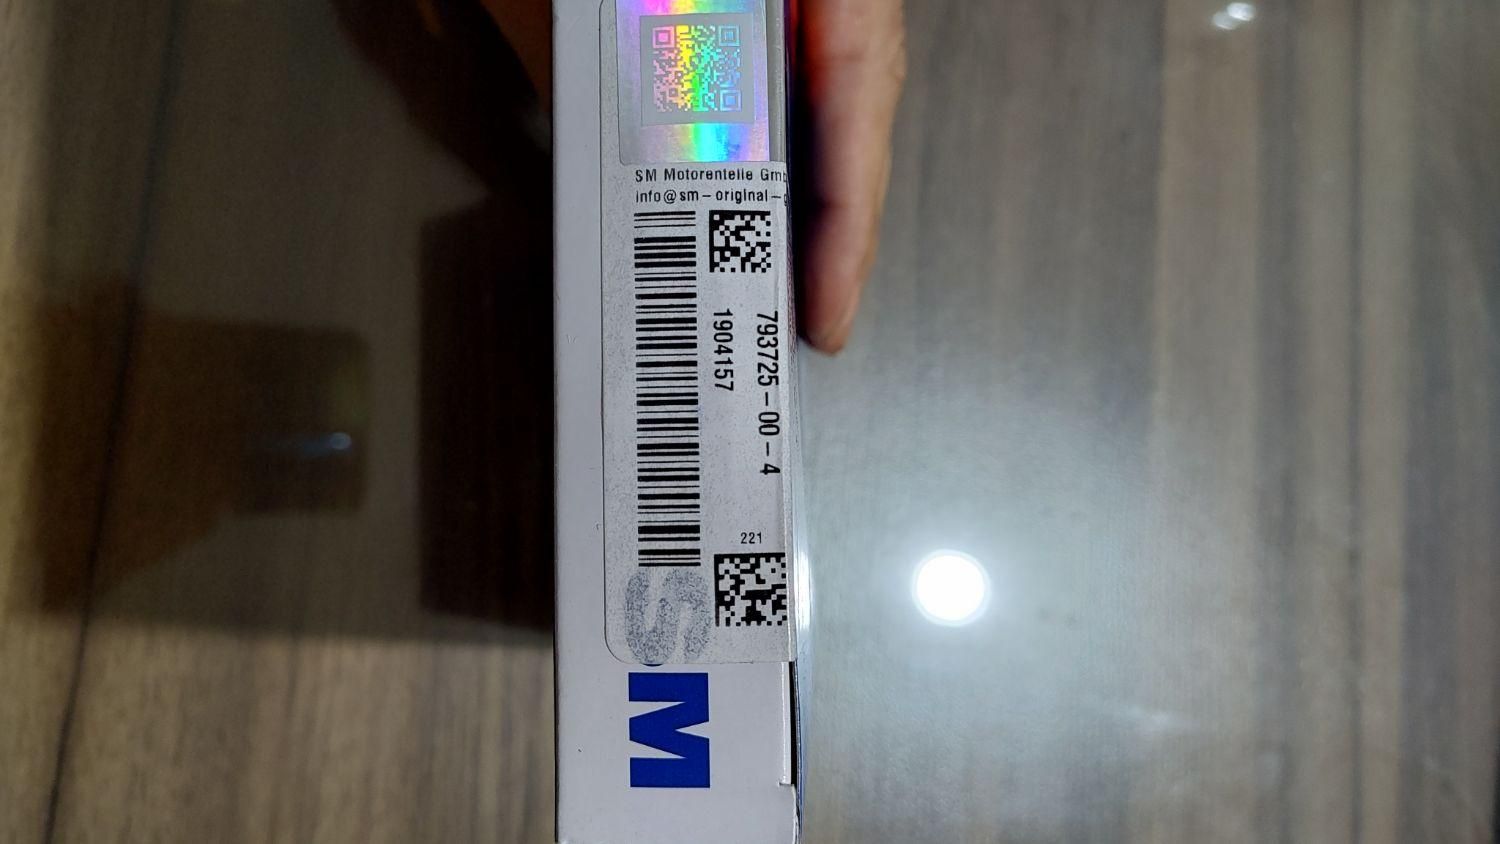 SM Motorenteile Gmb
info@sm-original-g
793725-00-4
1904157
221
SM